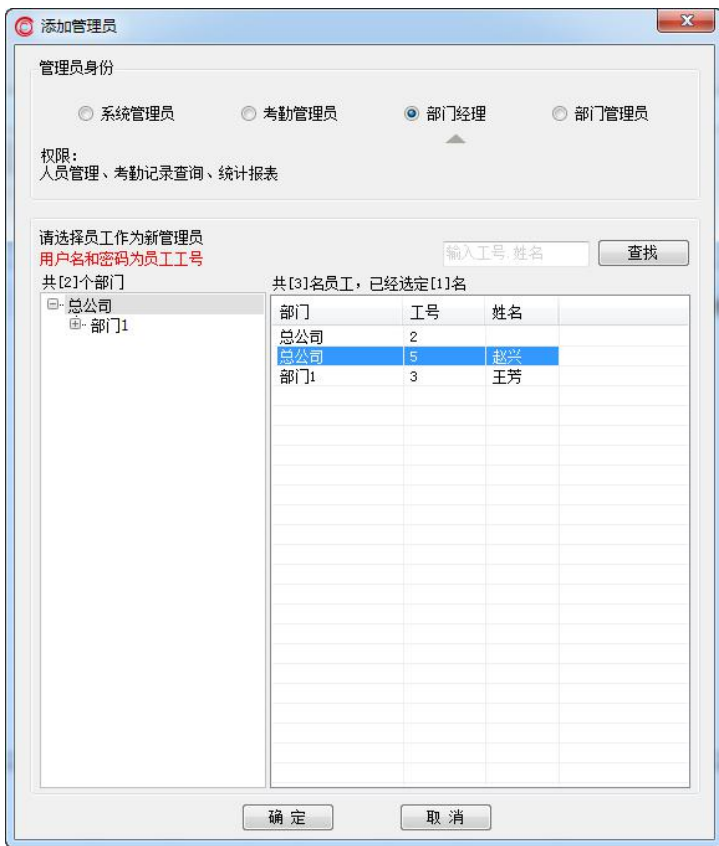 添加管理员
管理员身份
系统管理员 考勤管理员 部门经理 部门管理员
权限:
人员管理、考勤记录查询、统计报表
请选择员工作为新管理员
用户名和密码为员工工号
输入工号.姓名 查找
共[2]个部门 共[3]名员工，已经选定[1]名
总公司
部门1
部门 工号 姓名
总公司 2
总公司 5 赵兴
部门1 3 王芳
确定 取消